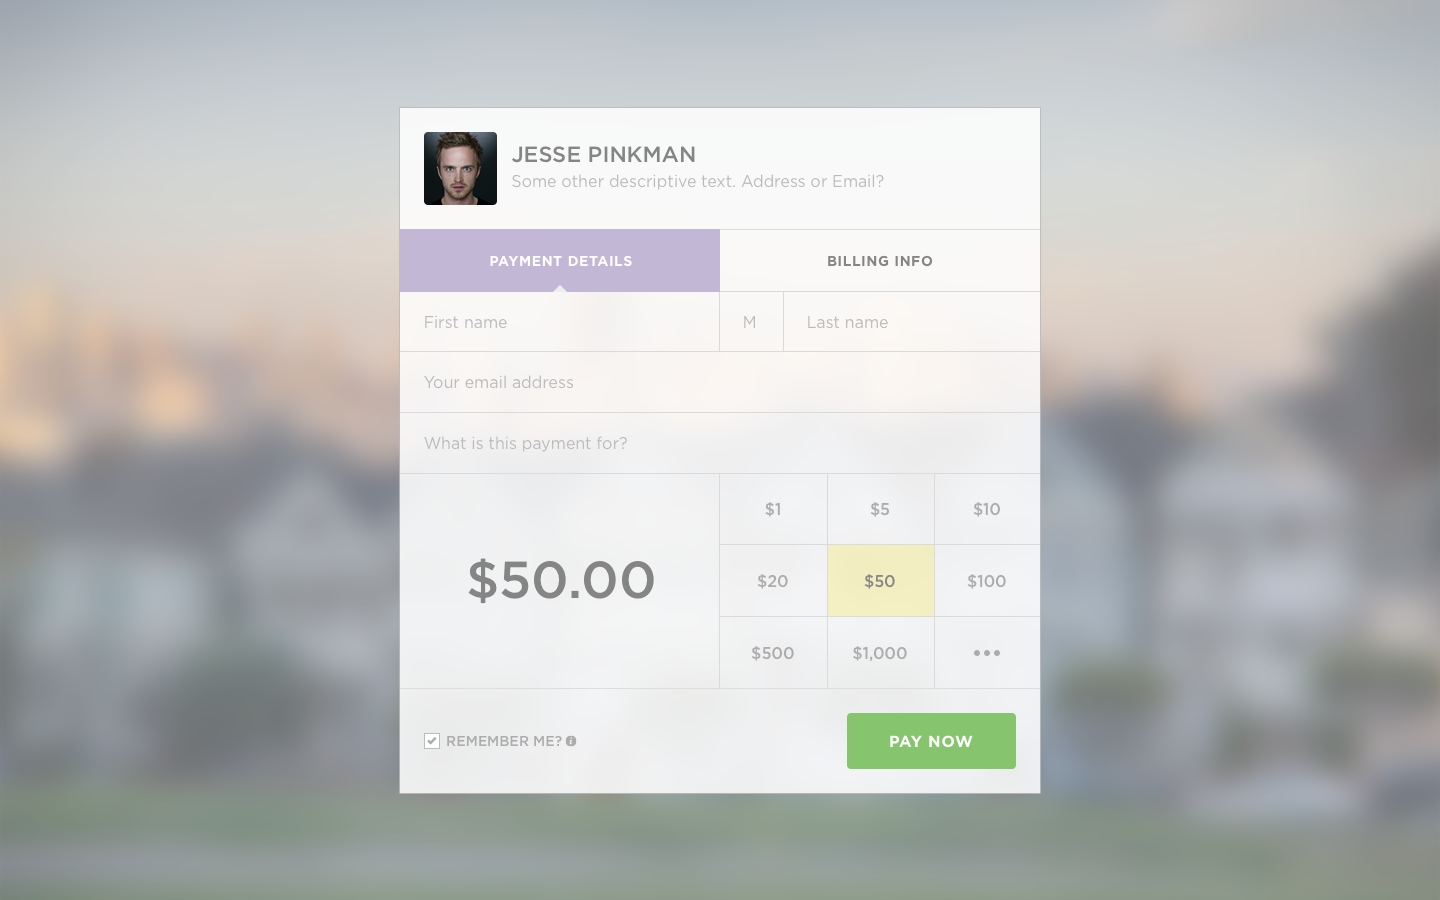 JESSE PINKMAN
Some other descriptive text. Address or Email?
PAYMENT DETAILS
BILLING INFO
First name
M
Last name
Your email address
What is this payment for?
$50.00
$1
$5
$10
$20
$50
$100
$500
$1,000
•••
REMEMBER ME?
PAY NOW